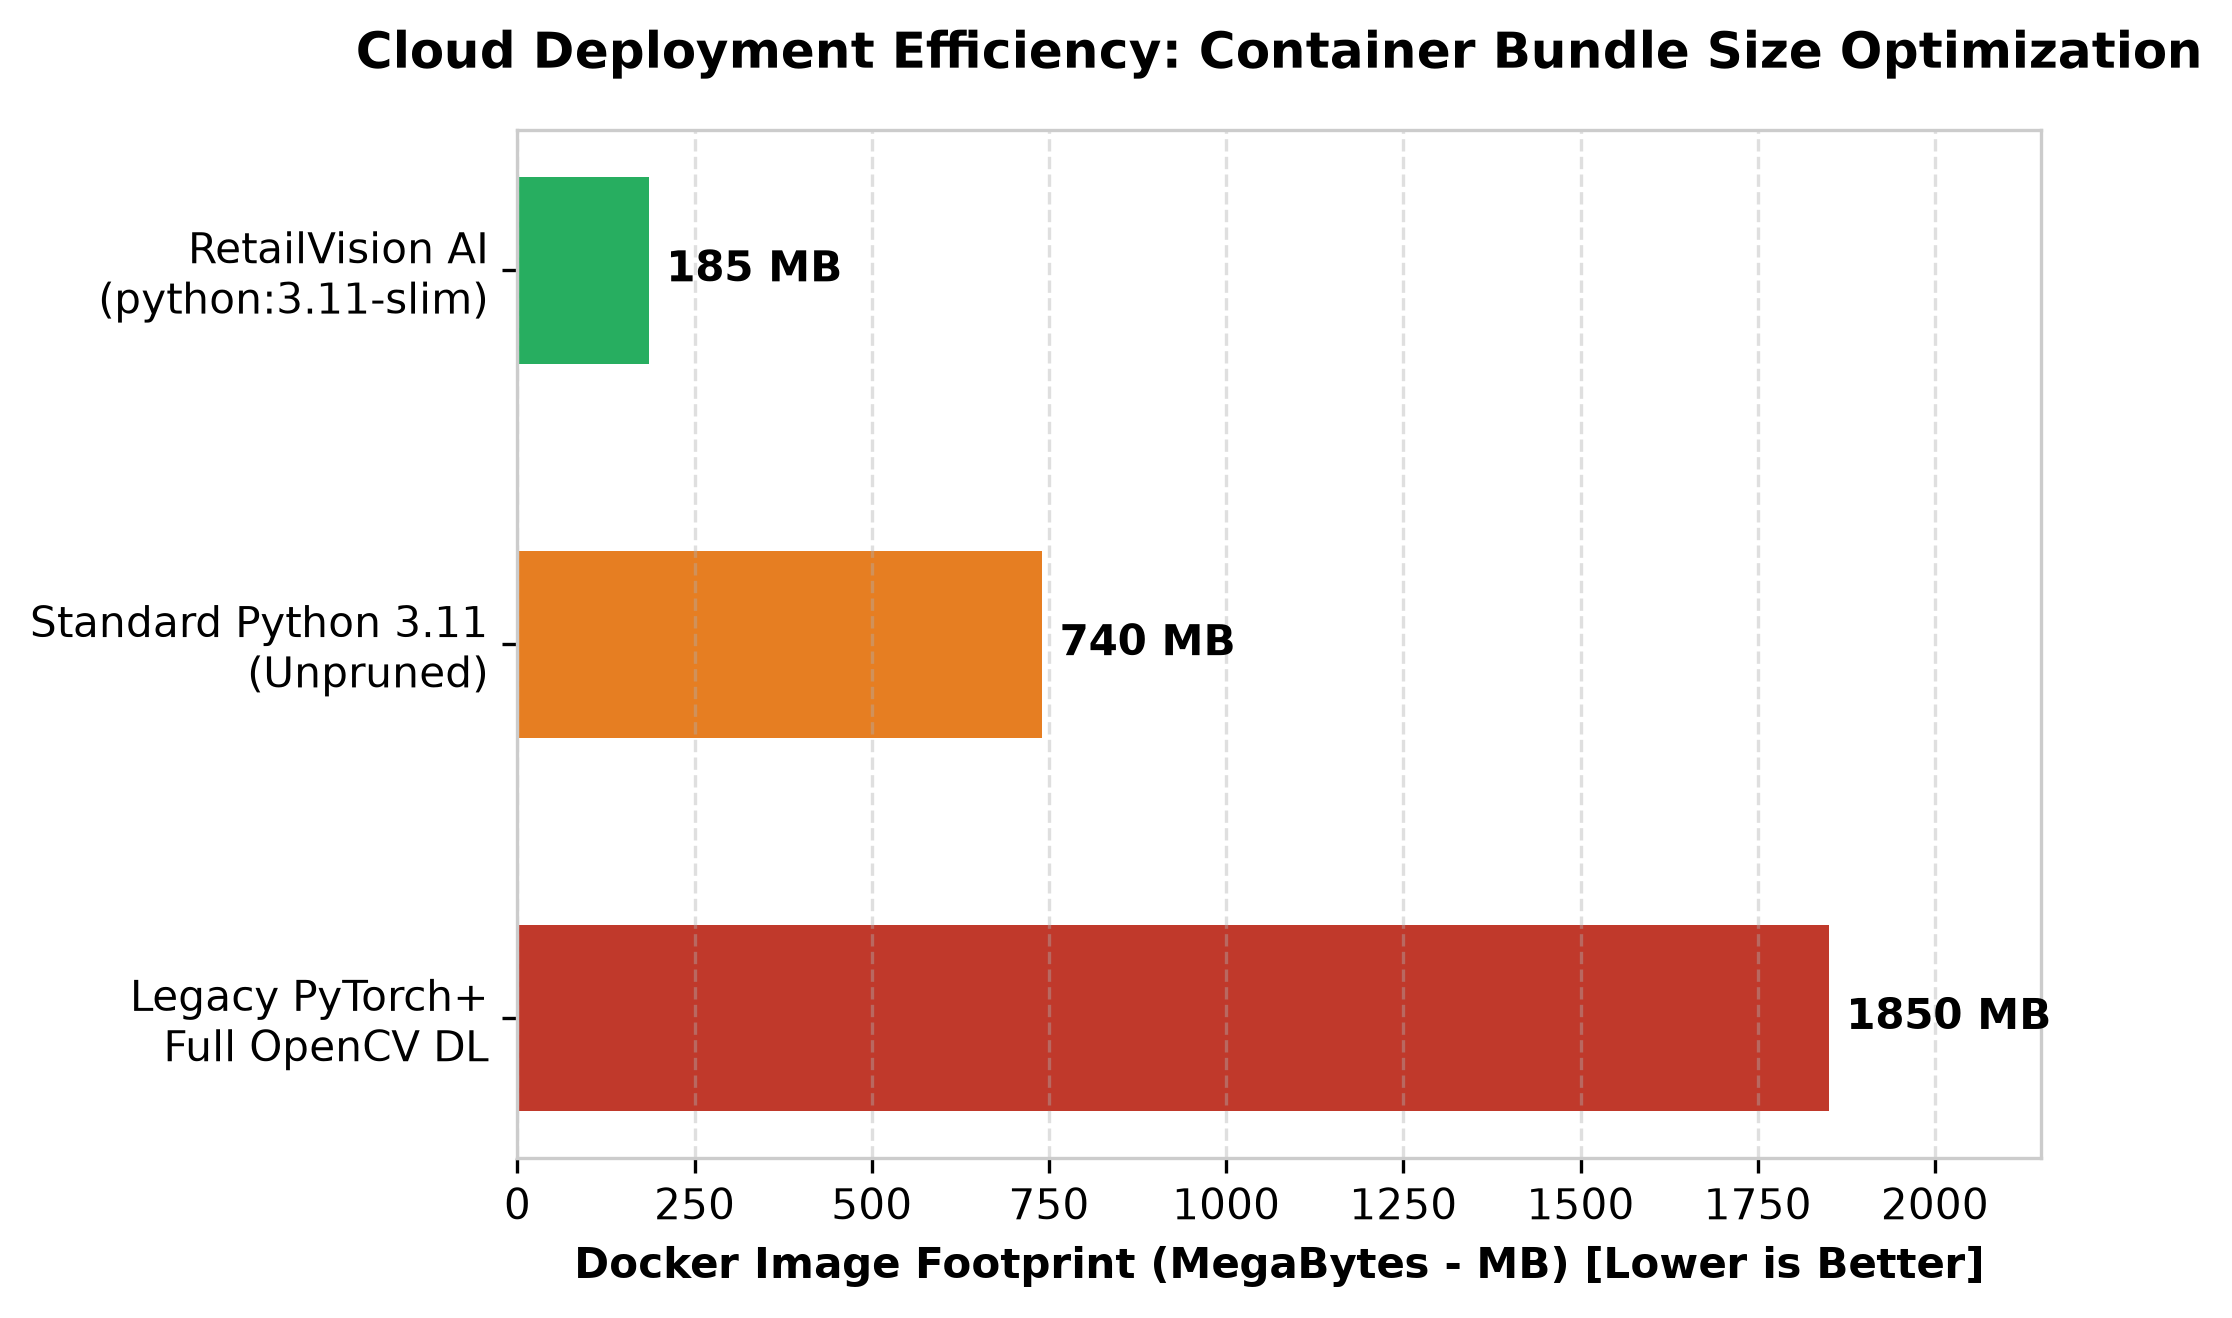 Cloud Deployment Efficiency: Container Bundle Size Optimization
RetailVision AI
(python:3.11-slim)
185 MB
Standard Python 3.11
(Unpruned)
740 MB
Legacy PyTorch+
Full OpenCV DL
1850 MB
0 250 500 750 1000 1250 1500 1750 2000
Docker Image Footprint (MegaBytes - MB) [Lower is Better]